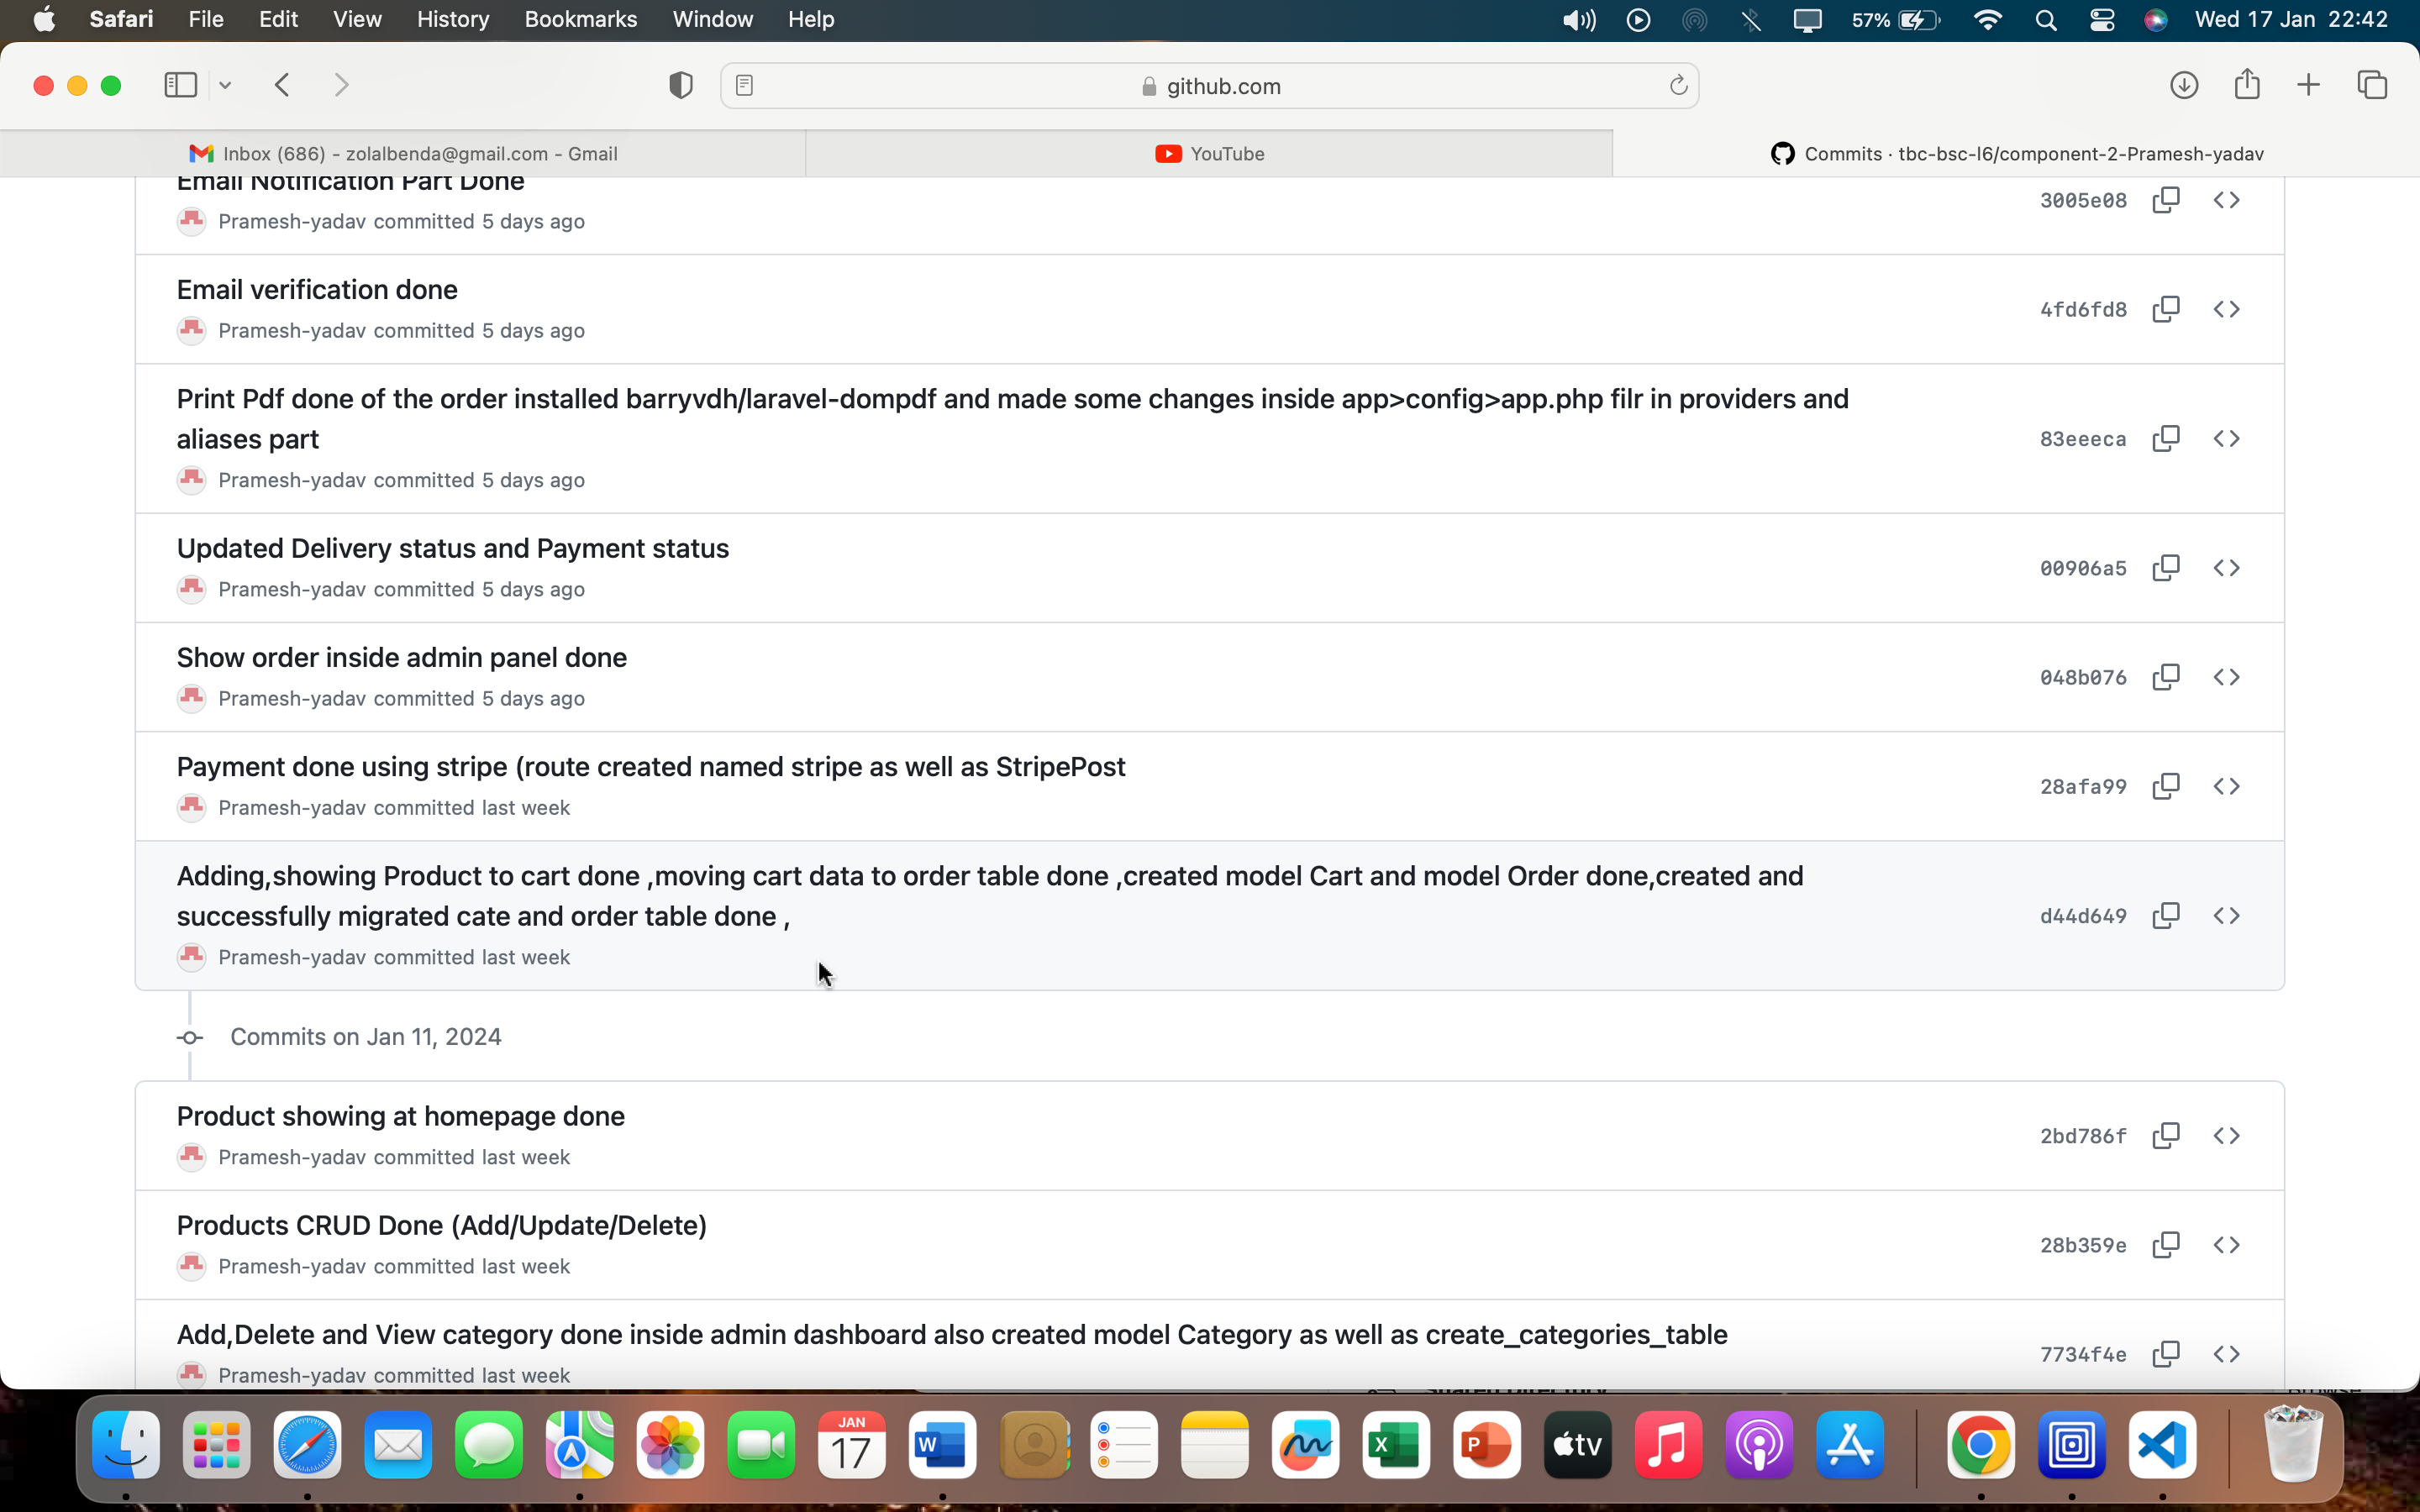 Safari File Edit View History Bookmarks Window Help 57% Wed 17 Jan 22:42
github.com
Inbox (686) - zolalbenda@gmail.com - Gmail
YouTube
Commits · tbc-bsc-l6/component-2-Pramesh-yadav
Email Notification Part Done
3005e08
Pramesh-yadav committed 5 days ago
Email verification done
4fd6fd8
Pramesh-yadav committed 5 days ago
Print Pdf done of the order installed barryvdh/laravel-dompdf and made some changes inside app>config>app.php filr in providers and
aliases part
83eeeca
Pramesh-yadav committed 5 days ago
Updated Delivery status and Payment status
00906a5
Pramesh-yadav committed 5 days ago
Show order inside admin panel done
048b076
Pramesh-yadav committed 5 days ago
Payment done using stripe (route created named stripe as well as StripePost
28afa99
Pramesh-yadav committed last week
Adding,showing Product to cart done ,moving cart data to order table done ,created model Cart and model Order done,created and
successfully migrated cate and order table done ,
d44d649
Pramesh-yadav committed last week
Commits on Jan 11, 2024
Product showing at homepage done
2bd786f
Pramesh-yadav committed last week
Products CRUD Done (Add/Update/Delete)
28b359e
Pramesh-yadav committed last week
Add,Delete and View category done inside admin dashboard also created model Category as well as create_categories_table
7734f4e
Pramesh-yadav committed last week
JAN
17
W
X
P
tv